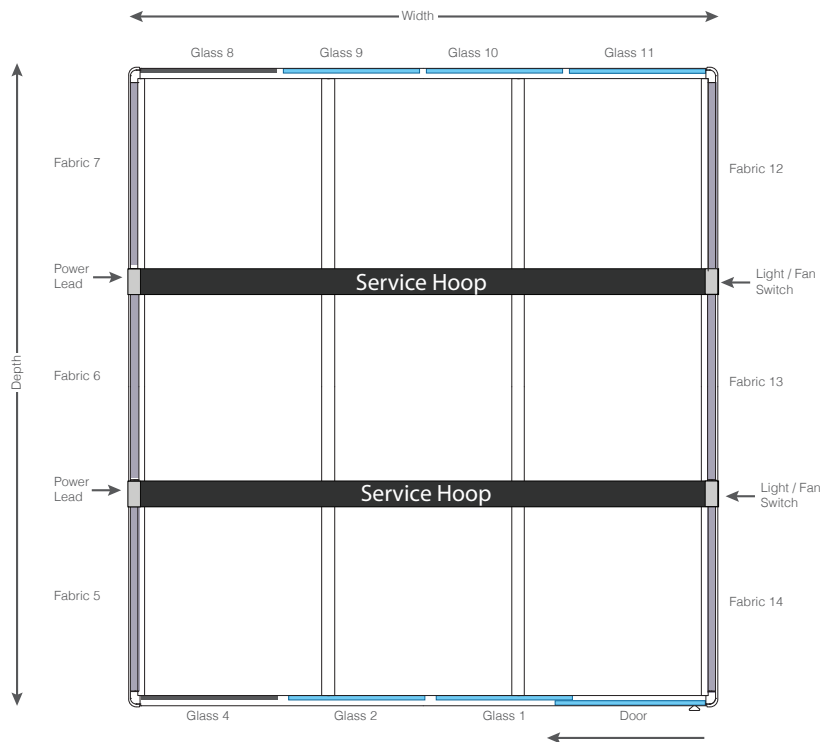 Width
Glass 8
Glass 9
Glass 10
Glass 11
Fabric 7
Fabric 12
Power
Lead
Service Hoop
Light / Fan
Switch
Depth
Fabric 6
Fabric 13
Power
Lead
Service Hoop
Light / Fan
Switch
Fabric 5
Fabric 14
Glass 4
Glass 2
Glass 1
Door